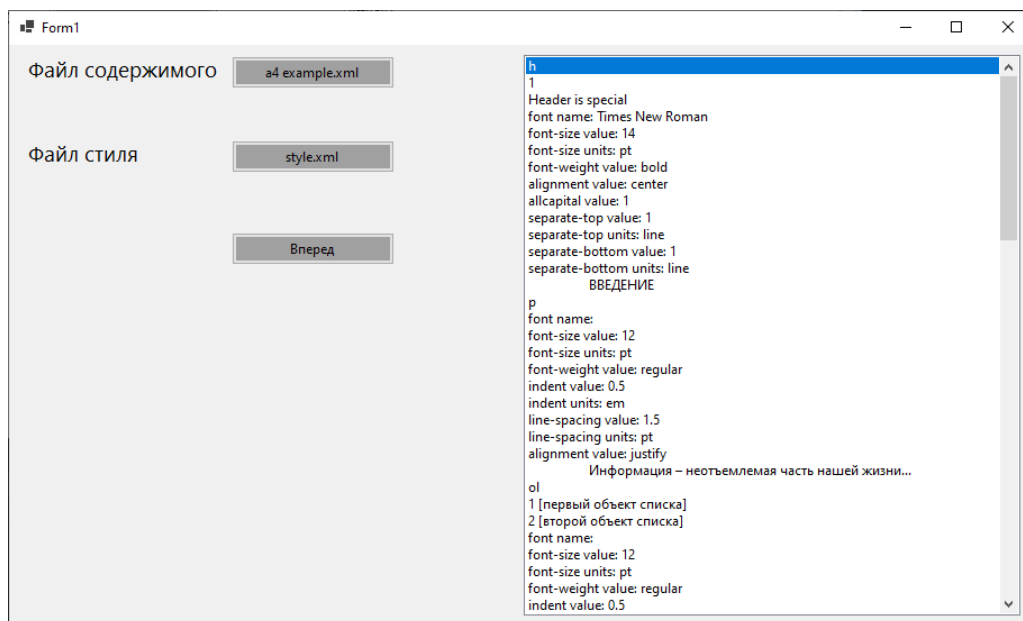 Form1
Файл содержимого
a4 example.xml
Файл стиля
style.xml
Вперед
h
1
Header is special
font name: Times New Roman
font-size value: 14
font-size units: pt
font-weight value: bold
alignment value: center
allcapital value: 1
separate-top value: 1
separate-top units: line
separate-bottom value: 1
separate-bottom units: line
ВВЕДЕНИЕ
p
font name:
font-size value: 12
font-size units: pt
font-weight value: regular
indent value: 0.5
indent units: em
line-spacing value: 1.5
line-spacing units: pt
alignment value: justify
Информация – неотъемлемая часть нашей жизни...
ol
1 [первый объект списка]
2 [второй объект списка]
font name:
font-size value: 12
font-size units: pt
font-weight value: regular
indent value: 0.5